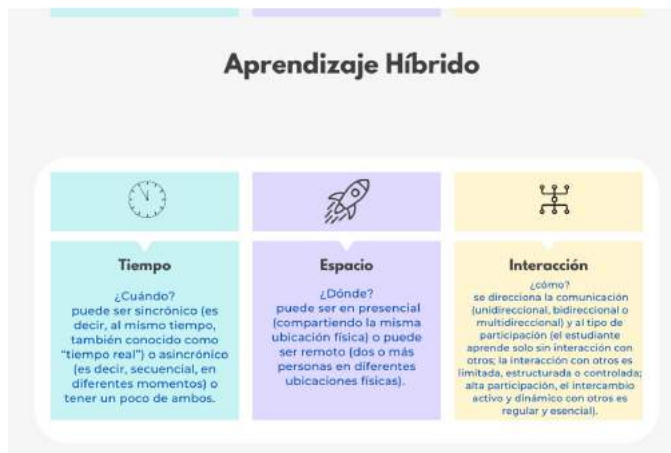 Aprendizaje Híbrido
Tiempo
¿Cuándo?
puede ser sincrónico (es
decir, al mismo tiempo,
también conocido como
"tiempo real") o asincrónico
(es decir, secuencial, en
diferentes momentos) o
tener un poco de ambos.
Espacio
¿Dónde?
puede ser en presencial
(compartiendo la misma
ubicación física) o puede
ser remoto (dos o más
personas en diferentes
ubicaciones físicas).
Interacción
¿cómo?
se direcciona la comunicación
(unidireccional, bidireccional o
multidireccional) y al tipo de
participación (el estudiante
aprende solo sin interacción con
otros; la interacción con otros es
limitada, estructurada o controlada;
alta participación, el intercambio
activo y dinámico con otros es
regular y esencial).